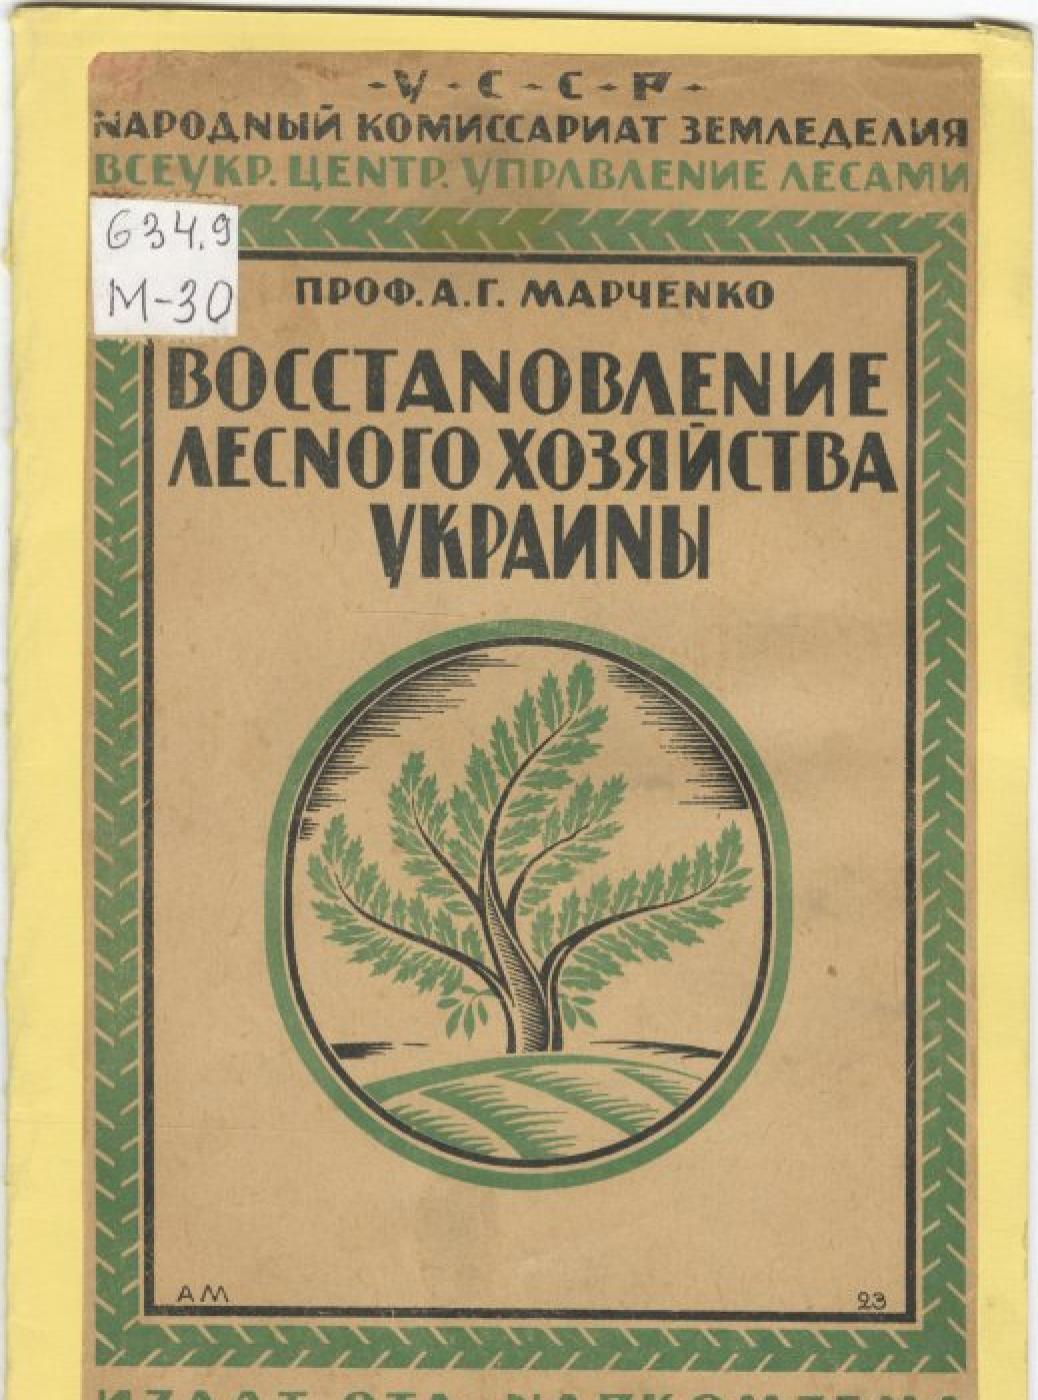 У-С-С-Р
НАРОДНЫЙ КОМИССАРИАТ ЗЕМЛЕДЕЛИЯ
ВСЕУКР. ЦЕНТР. УПРАВЛЕНИЕ ЛЕСАМИ
634.9
М-30
ПРОФ. А. Г. МАРЧЕНКО
ВОССТАНОВЛЕНИЕ
ЛЕСНОГО ХОЗЯЙСТВА
УКРАИНЫ
АМ
23